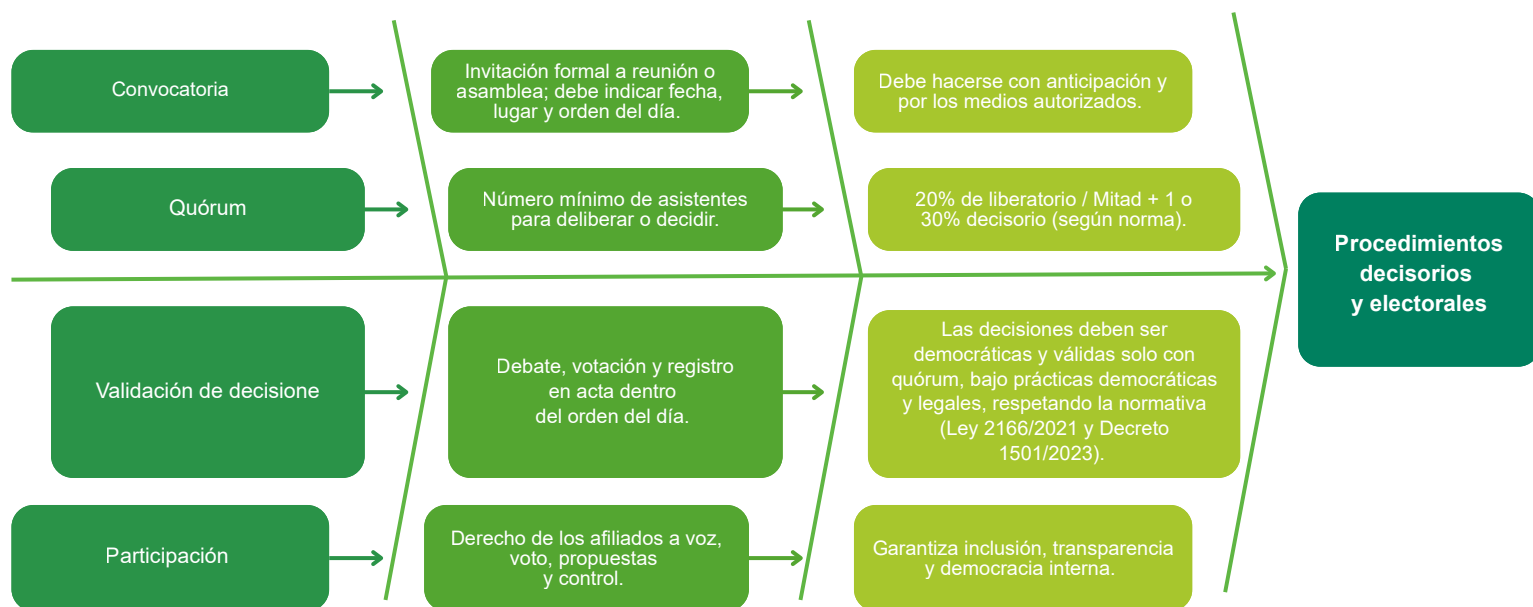 Convocatoria
Invitación formal a reunión o
asamblea; debe indicar fecha,
lugar y orden del día.
Debe hacerse con anticipación y
por los medios autorizados.
Quórum
Número mínimo de asistentes
para deliberar o decidir.
20% de liberatorio / Mitad + 1 o
30% decisorio (según norma).
Procedimientos
decisorios
y electorales
Validación de decisione
Debate, votación y registro
en acta dentro
del orden del día.
Las decisiones deben ser
democráticas y válidas solo con
quórum, bajo prácticas democráticas
y legales, respetando la normativa
(Ley 2166/2021 y Decreto
1501/2023).
Participación
Derecho de los afiliados a voz,
voto, propuestas
y control.
Garantiza inclusión, transparencia
y democracia interna.